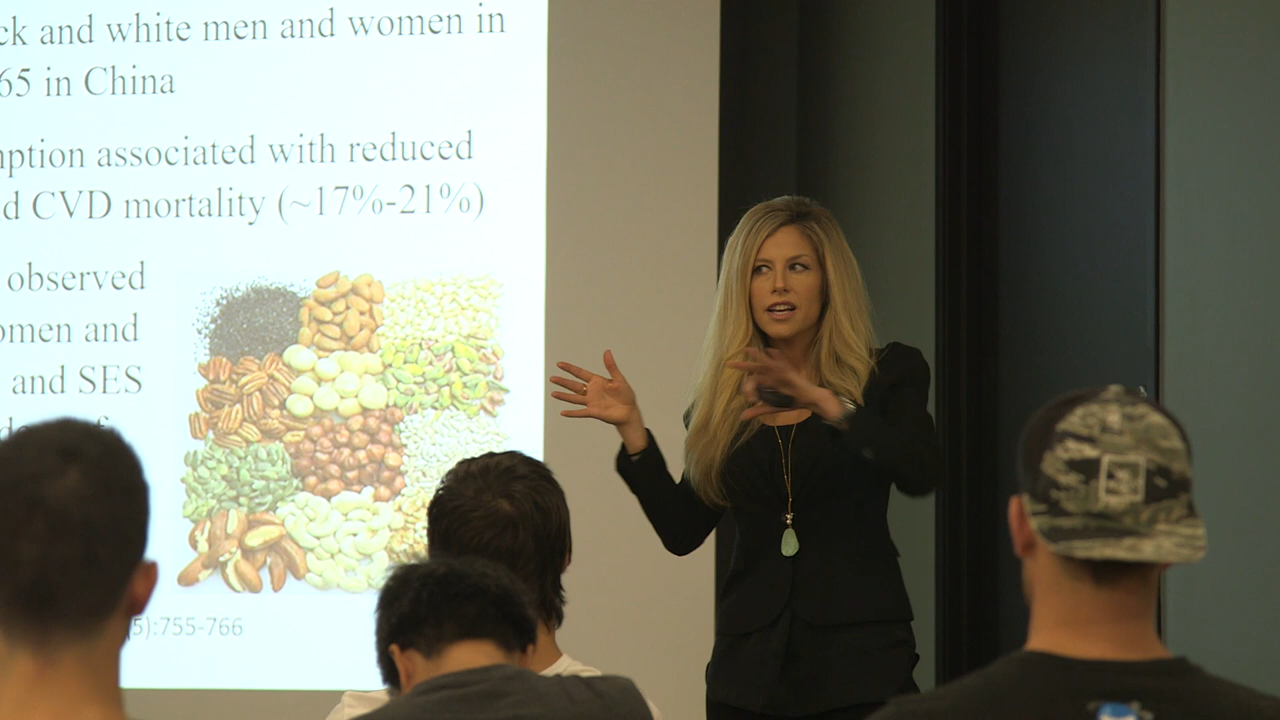 ck and white men and women in
65 in China
ption associated with reduced
d CVD mortality (~17%-21%)
observed
omen and
and SES
5):755-766